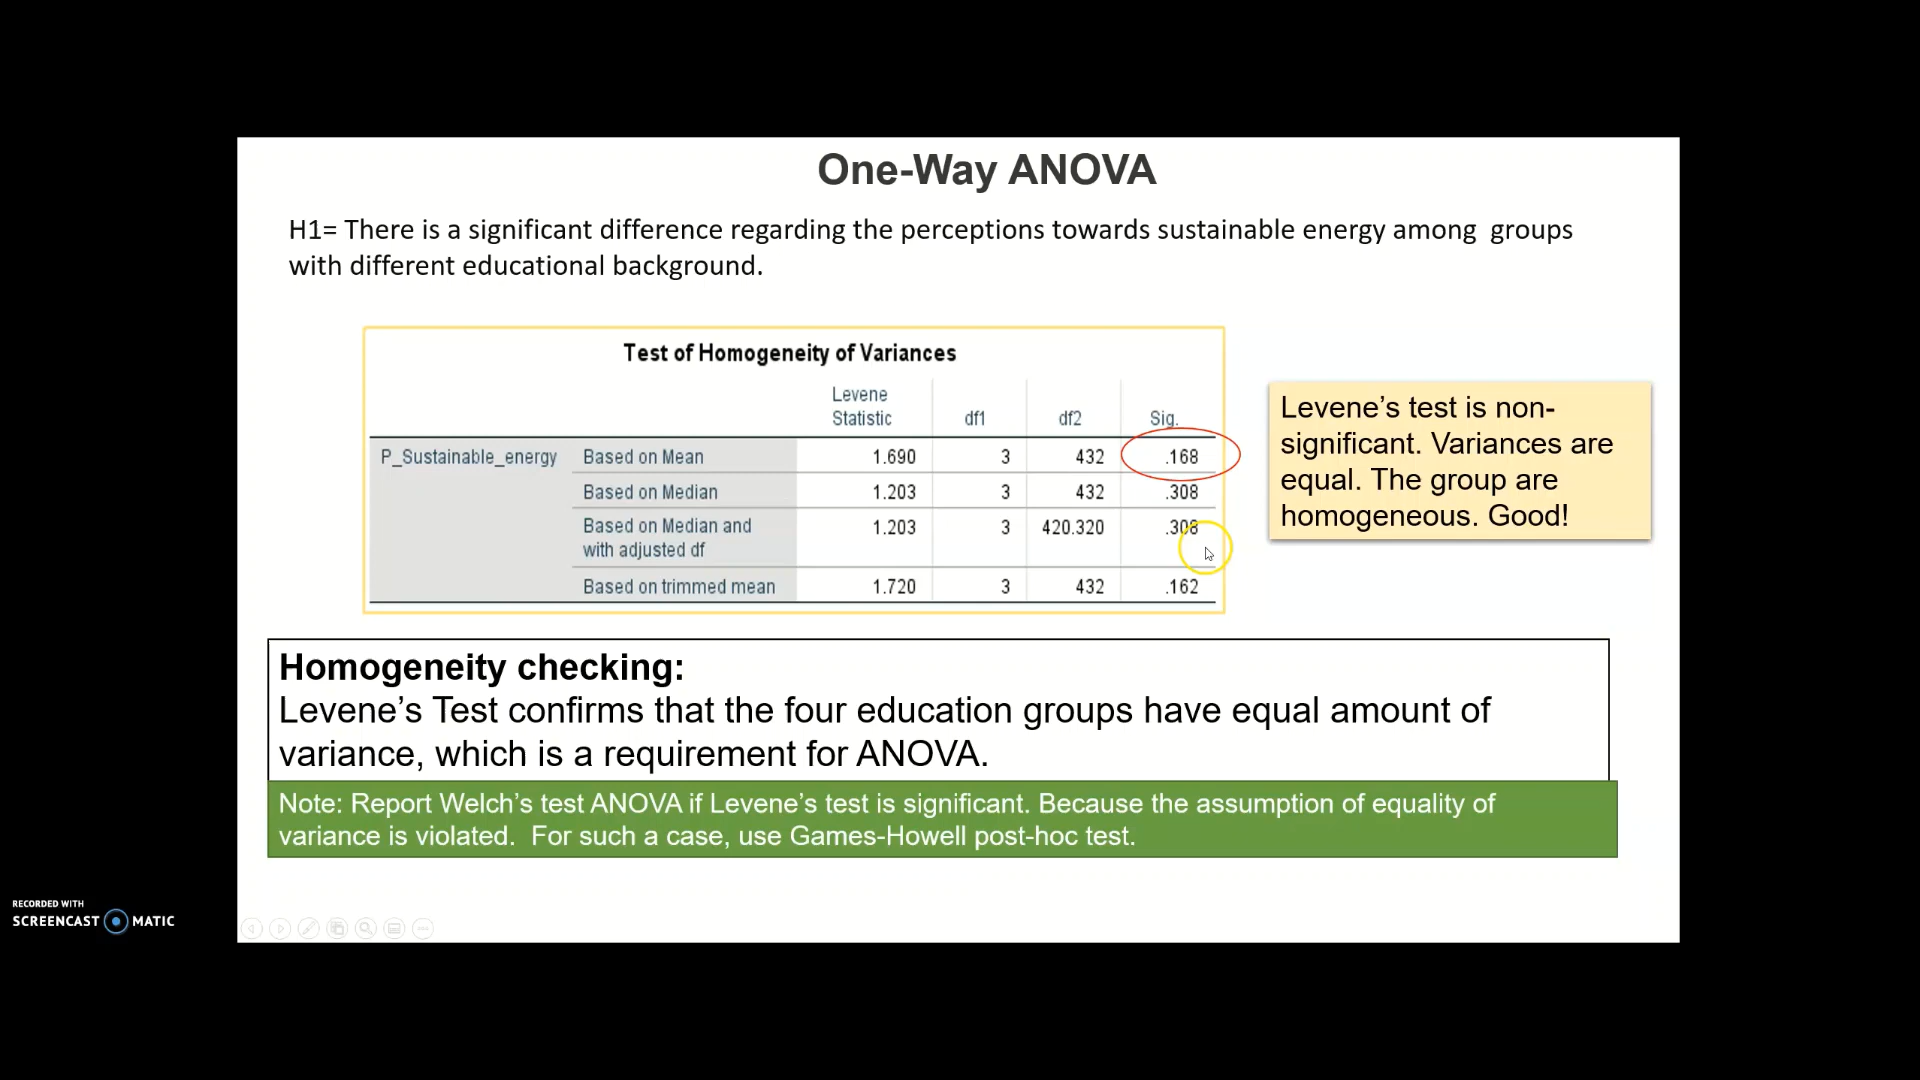 One-Way ANOVA
H1= There is a significant difference regarding the perceptions towards sustainable energy among groups
with different educational background.
Test of Homogeneity of Variances
Levene
Statistic df1 df2 Sig.
P_Sustainable_energy Based on Mean 1.690 3 432 .168
Based on Median 1.203 3 432 .308
Based on Median and 1.203 3 420.320 .308
with adjusted df
Based on trimmed mean 1.720 3 432 .162
Levene’s test is non-
significant. Variances are
equal. The group are
homogeneous. Good!
Homogeneity checking:
Levene’s Test confirms that the four education groups have equal amount of
variance, which is a requirement for ANOVA.
Note: Report Welch’s test ANOVA if Levene’s test is significant. Because the assumption of equality of
variance is violated. For such a case, use Games-Howell post-hoc test.
RECORDED WITH
SCREENCAST MATIC